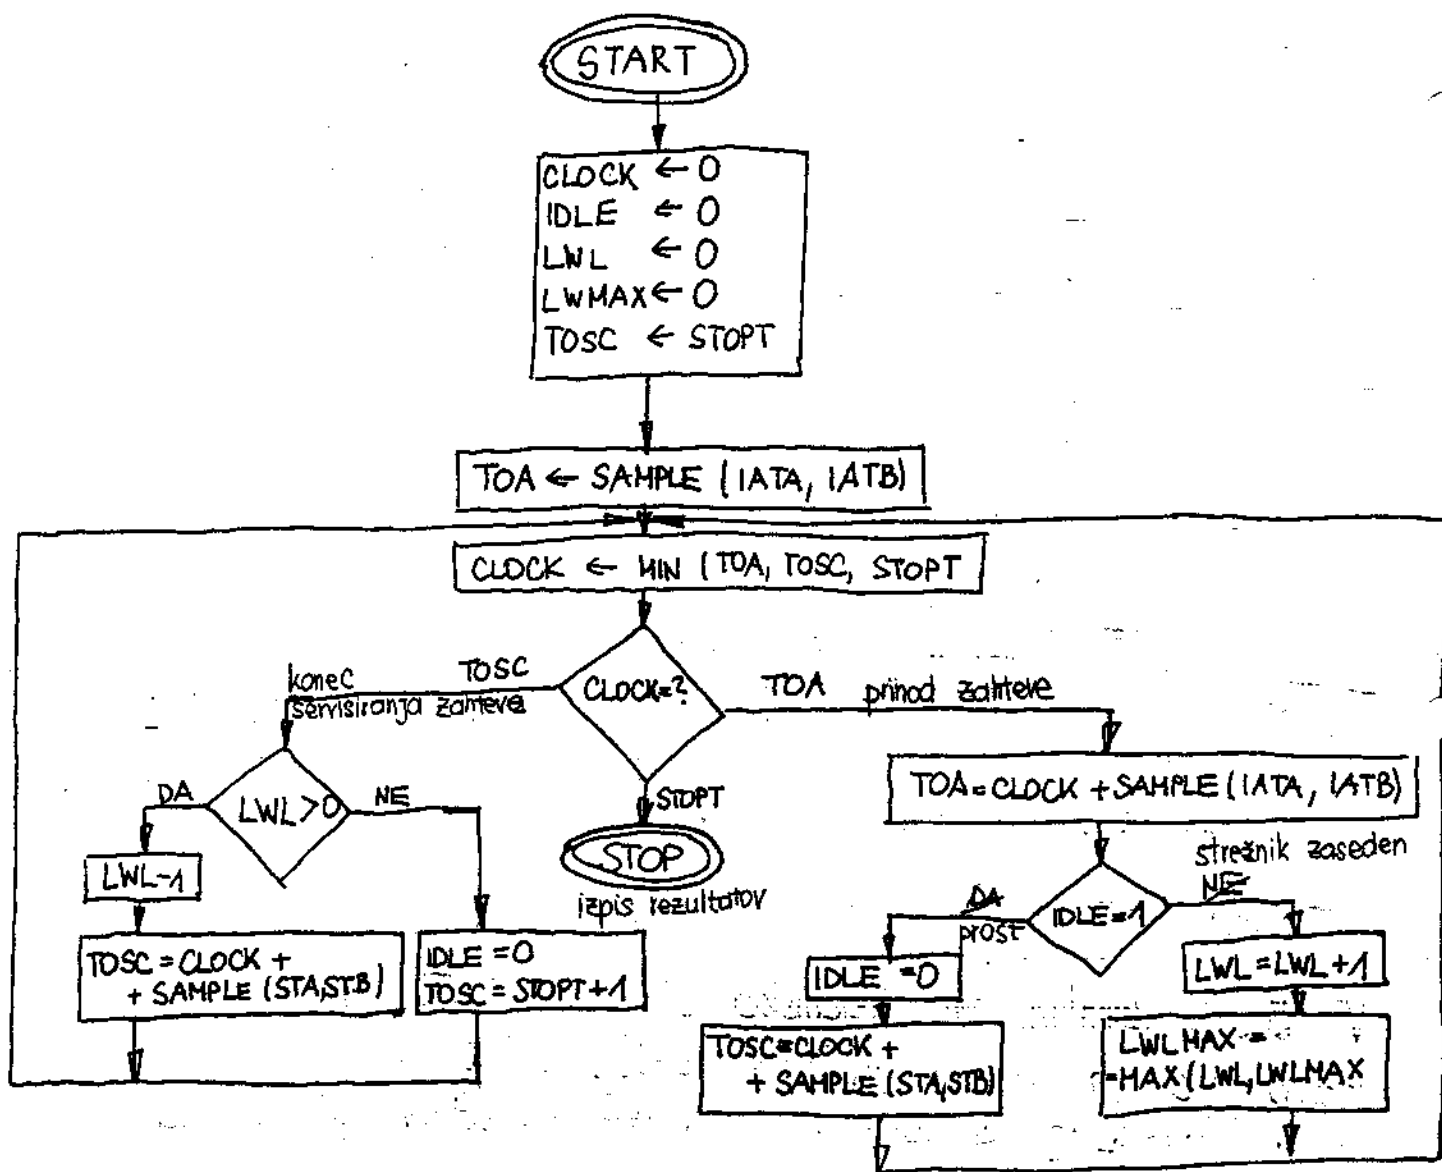 START
CLOCK ← 0
IDLE ← 0
LWL ← 0
LWMAX ← 0
TOSC ← STOPT
TOA ← SAMPLE (IATA, IATB)
CLOCK ← MIN (TOA, TOSC, STOPT
CLOCK=?
TOSC
konec
servisiranja zahteve
TOA prihod zahteve
STOPT
STOP
izpis rezultatov
LWL>0
DA
NE
LWL-1
TOSC = CLOCK +
+ SAMPLE (STA,STB)
IDLE = 0
TOSC = STOPT+1
TOA = CLOCK + SAMPLE (IATA, IATB)
IDLE=1
DA
prost
strežnik zaseden
NE
IDLE =0
TOSC=CLOCK +
+ SAMPLE (STA,STB)
LWL=LWL+1
LWLMAX =
=MAX(LWL,LWLMAX